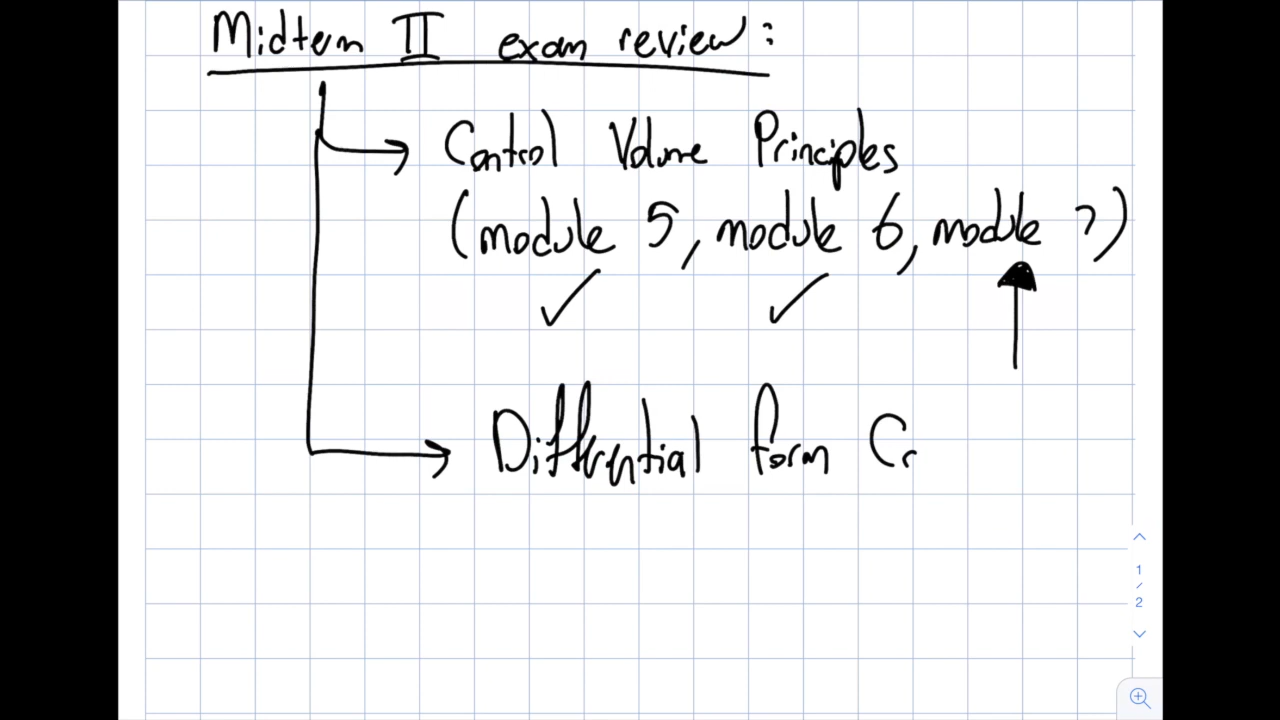 Midterm II exam review:
Control Volume Principles
(module 5, module 6, module 7)
Differential form
1
/
2